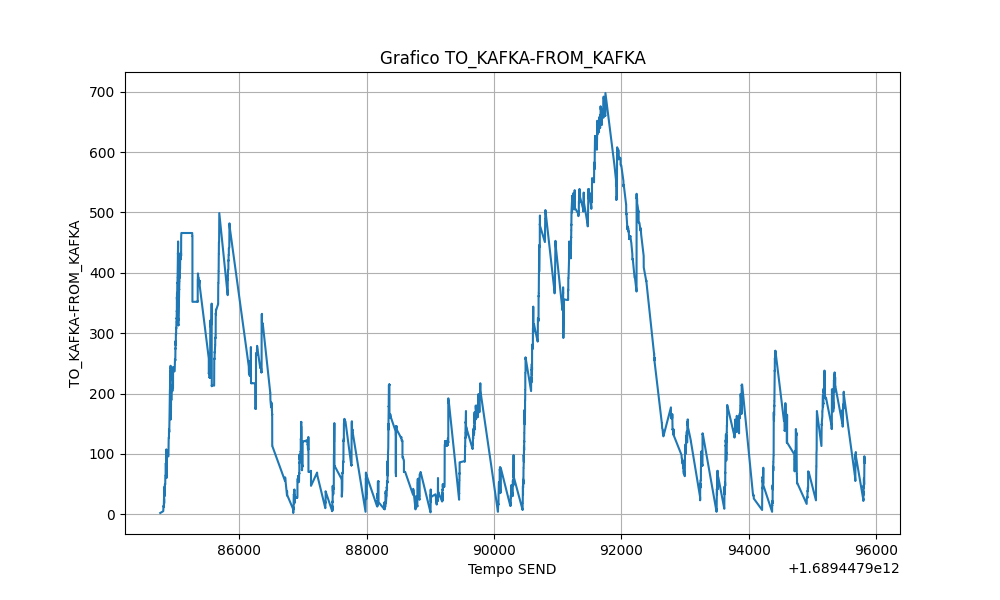 Grafico TO_KAFKA-FROM_KAFKA
TO_KAFKA-FROM_KAFKA
700
600
500
400
300
200
100
0
86000 88000 90000 92000 94000 96000
Tempo SEND
+1.6894479e12